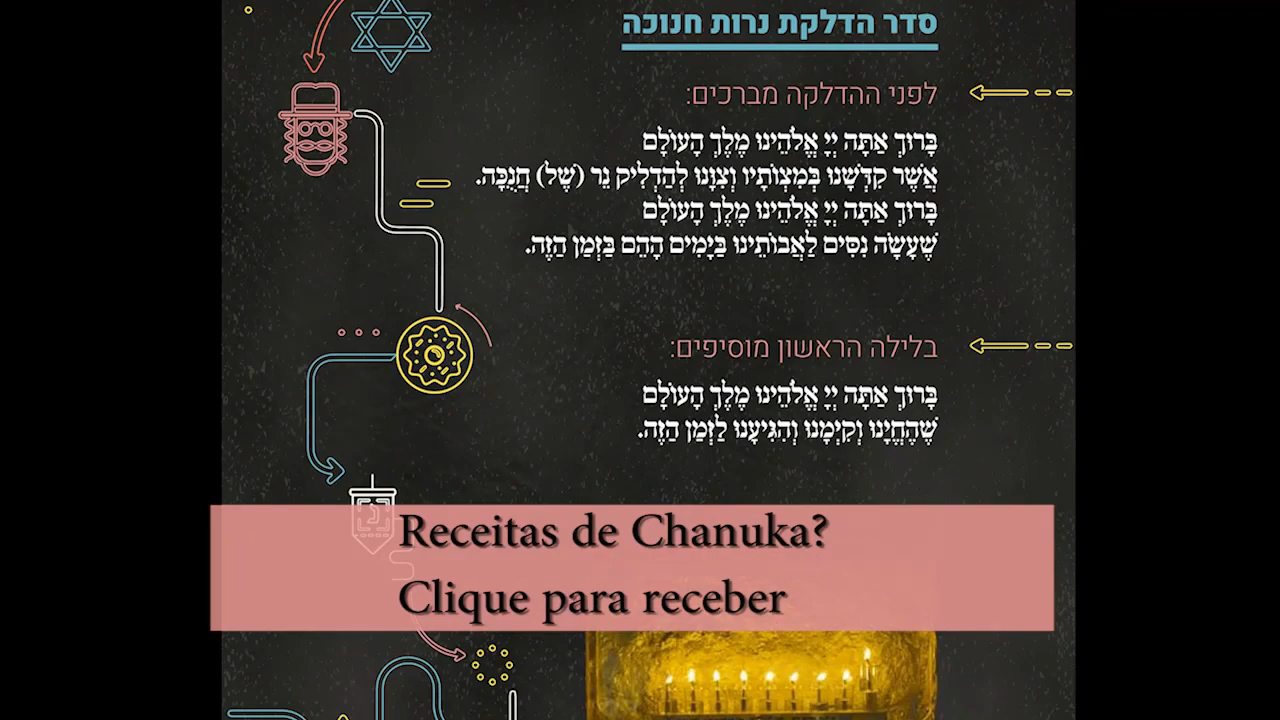 סדר הדלקת נרות חנוכה
לפני ההדלקה מברכים:
בָּרוּךְ אַתָּה יְיָ אֱלֹהֵינוּ מֶלֶךְ הָעוֹלָם
אֲשֶׁר קִדְּשָׁנוּ בְּמִצְוֹתָיו וְצִוָּנוּ לְהַדְלִיק נֵר (שֶׁל) חֲנֻכָּה.
בָּרוּךְ אַתָּה יְיָ אֱלֹהֵינוּ מֶלֶךְ הָעוֹלָם
שֶׁעָשָׂה נִסִּים לַאֲבוֹתֵינוּ בַּיָּמִים הָהֵם בַּזְּמַן הַזֶּה.
בלילה הראשון מוסיפים:
בָּרוּךְ אַתָּה יְיָ אֱלֹהֵינוּ מֶלֶךְ הָעוֹלָם
שֶׁהֶחֱיָנוּ וְקִיְּמָנוּ וְהִגִּיעָנוּ לַזְּמַן הַזֶּה.
נ
Receitas de Chanuka?
Clique para receber